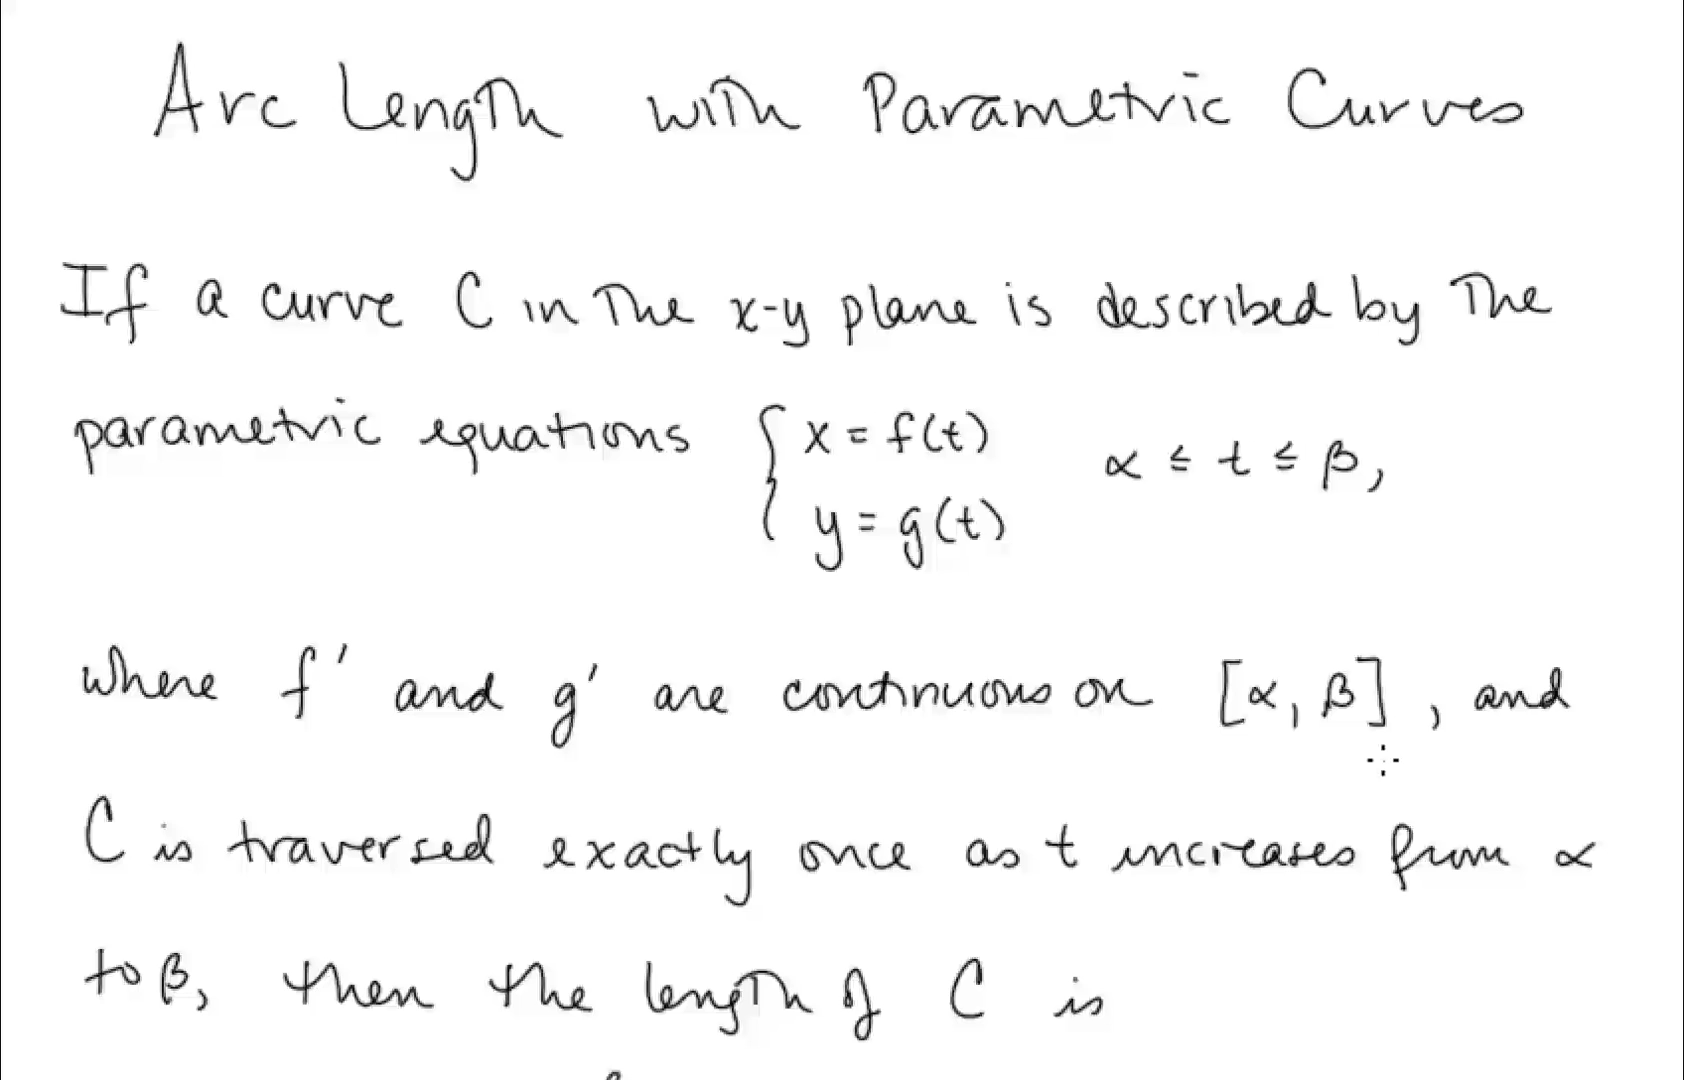 Arc Length with Parametric Curves
If a curve C in the x-y plane is described by the
parametric equations { x = f(t)
α ≤ t ≤ β,
y = g(t)
where f' and g' are continuous on [α, β], and
C is traversed exactly once as t increases from α
to β, then the length of C is